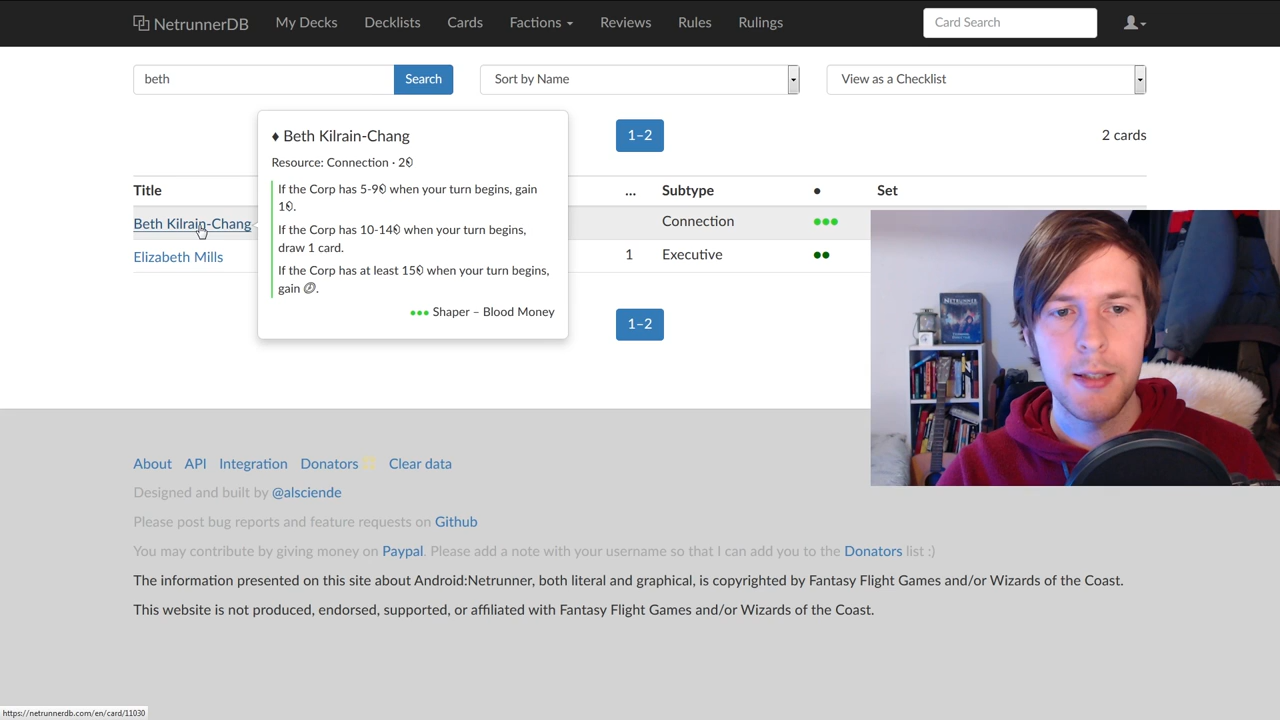 NetrunnerDB My Decks Decklists Cards Factions Reviews Rules Rulings Card Search
beth Search Sort by Name View as a Checklist
1–2 2 cards
Title ... Subtype Set
Beth Kilrain-Chang Connection
Elizabeth Mills 1 Executive
♦ Beth Kilrain-Chang
Resource: Connection · 2
If the Corp has 5-9 when your turn begins, gain
1.
If the Corp has 10-14 when your turn begins,
draw 1 card.
If the Corp has at least 15 when your turn begins,
gain .
Shaper – Blood Money
1–2
NETRUNNER
About API Integration Donators Clear data
Designed and built by @alsciende
Please post bug reports and feature requests on Github
You may contribute by giving money on Paypal. Please add a note with your username so that I can add you to the Donators list :)
The information presented on this site about Android:Netrunner, both literal and graphical, is copyrighted by Fantasy Flight Games and/or Wizards of the Coast.
This website is not produced, endorsed, supported, or affiliated with Fantasy Flight Games and/or Wizards of the Coast.
https://netrunnerdb.com/en/card/11030